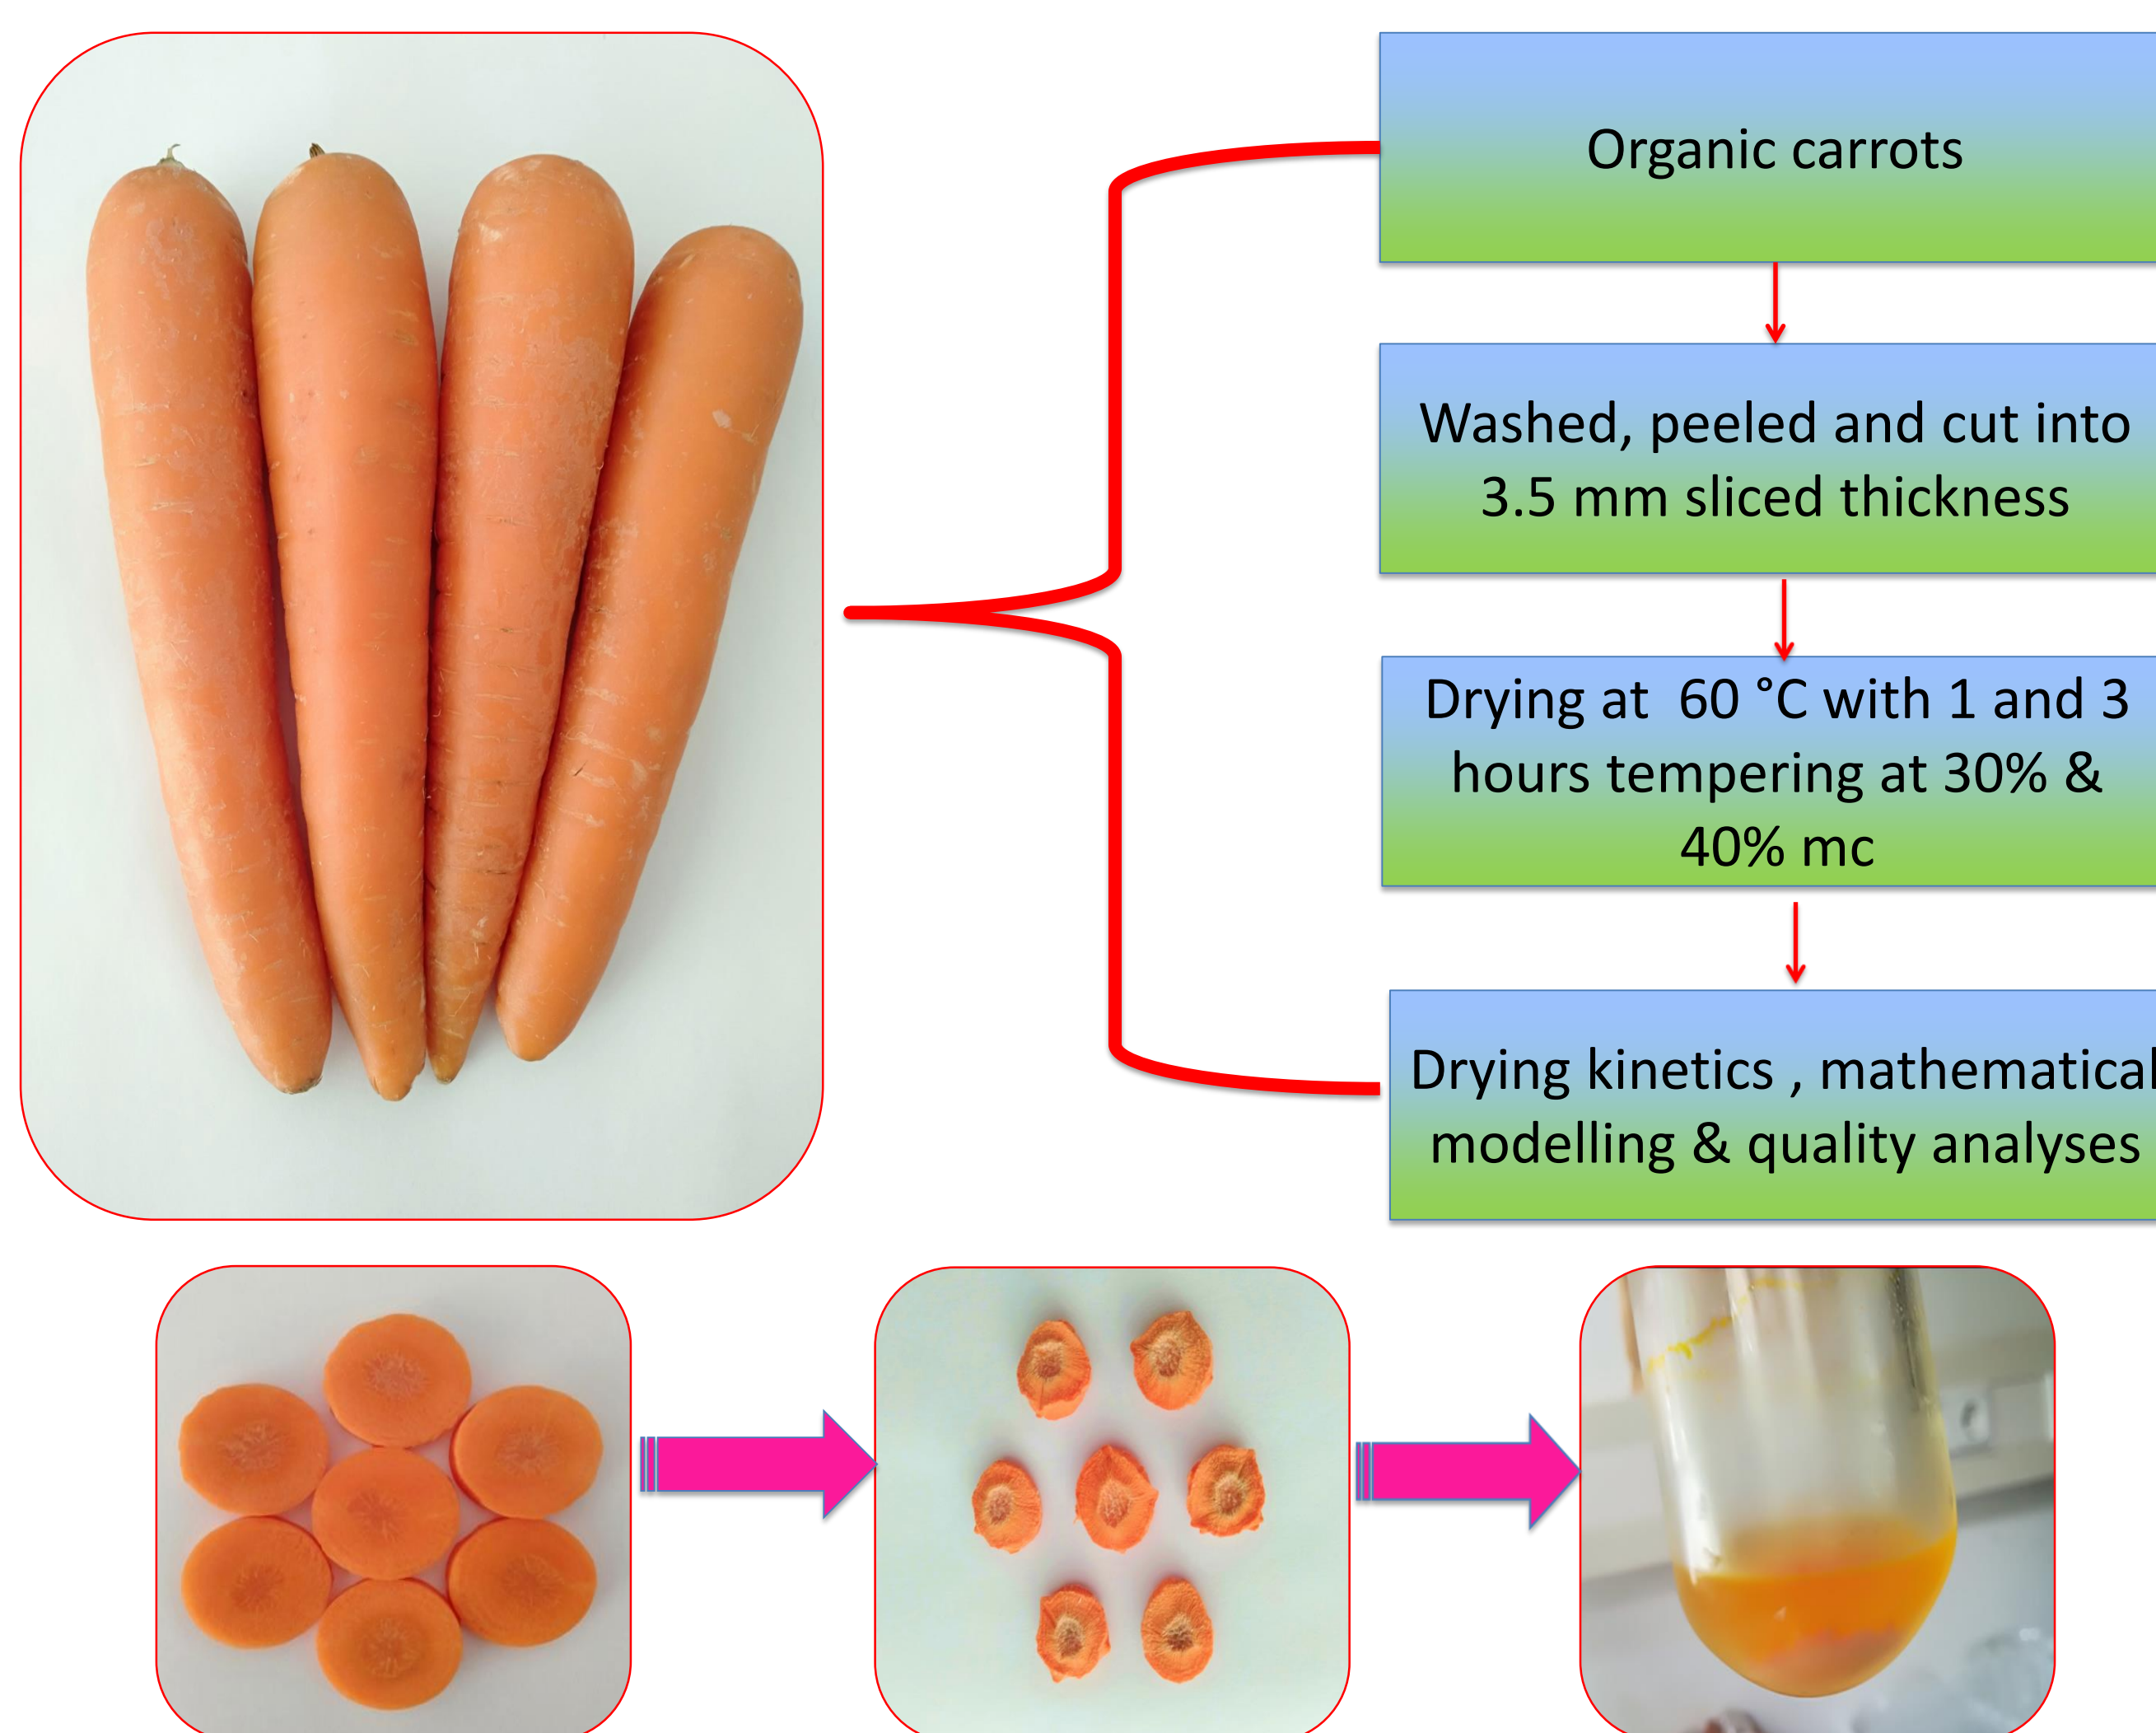 Organic carrots
Washed, peeled and cut into
3.5 mm sliced thickness
Drying at  60 °C with 1 and 3
hours tempering at 30% &
40% mc
Drying kinetics , mathematical
modelling & quality analyses